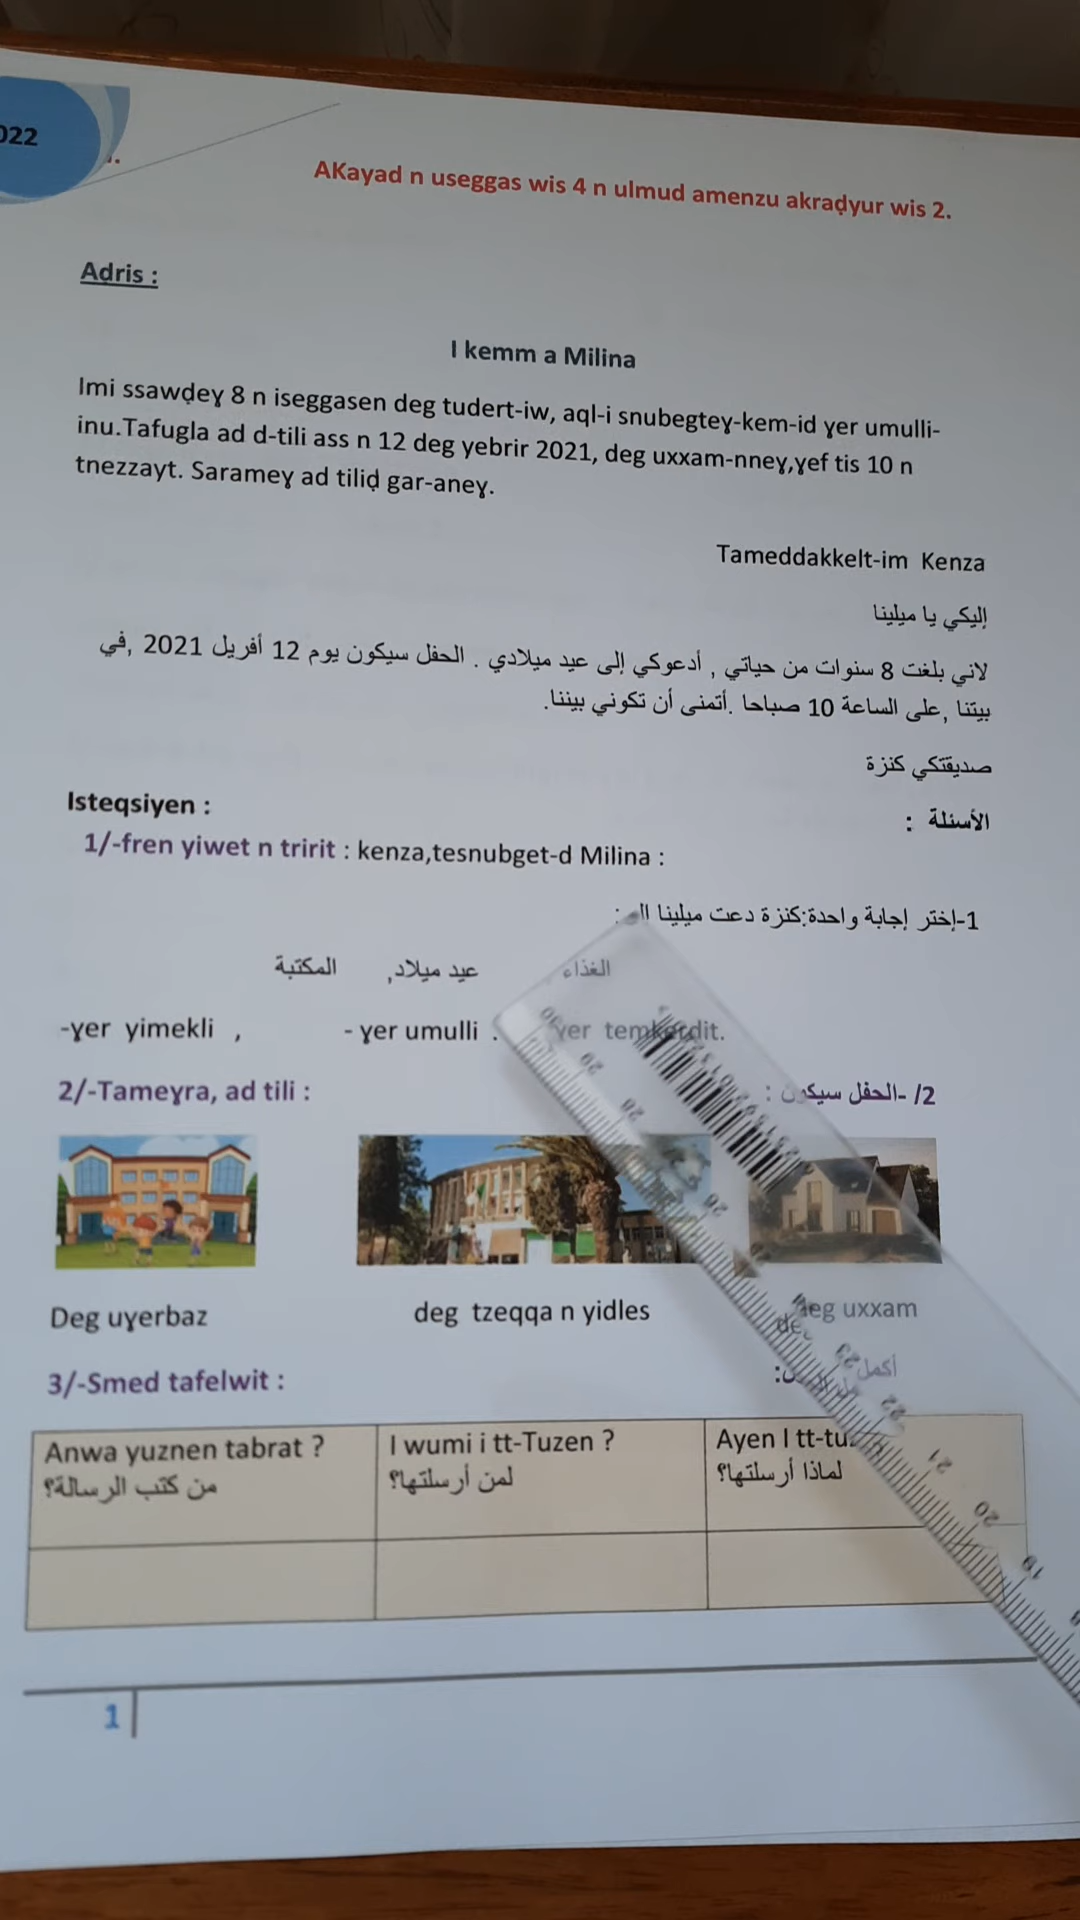 022
AKayad n useggas wis 4 n ulmud amenzu akraḍyur wis 2.
Aḍris :
I kemm a Milina
Imi ssawḍeɣ 8 n iseggasen deg tudert-iw, aql-i snubegteɣ-kem-id ɣer umulli-
inu.Tafugla ad d-tili ass n 12 deg yebrir 2021, deg uxxam-nneɣ,ɣef tis 10 n
tnezzayt. Sarameɣ ad tiliḍ gar-aneɣ.
Tameddakkelt-im Kenza
إليكي يا ميلينا
لاني بلغت 8 سنوات من حياتي , أدعوكي إلى عيد ميلادي . الحفل سيكون يوم 12 أفريل 2021 ,في
بيتنا ,على الساعة 10 صباحا .أتمنى أن تكوني بيننا.
صديقتكي كنزة
Isteqsiyen :
الأسئلة :
1/-fren yiwet n tririt : kenza,tesnubget-d Milina :
1-إختر إجابة واحدة:كنزة دعت ميلينا الى :
الغذاء عيد ميلاد, المكتبة
-ɣer yimekli , - ɣer umulli . ɣer temkerdit.
2/-Tameɣra, ad tili :
2/ -الحفل سيكون :
Deg uɣerbaz deg tzeqqa n yidles deg uxxam
3/-Smed tafelwit :
أكمل
Anwa yuznen tabrat ? I wumi i tt-Tuzen ? Ayen I
من كتب الرسالة؟ لمن أرسلتها؟ لماذا أرسلتها؟
1